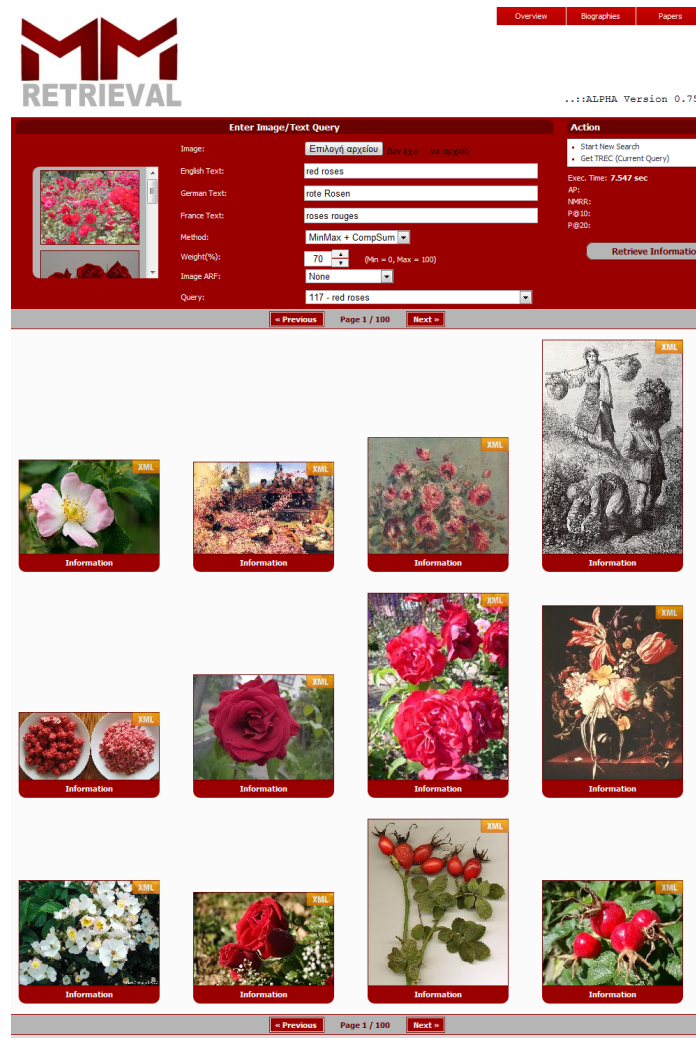 Overview Biographies Papers
MM
RETRIEVAL
..::ALPHA Version 0.75
Enter Image/Text Query
Action
Image: Επιλογή αρχείου Δεν έχει ...να αρχείο
Start New Search
Get TREC (Current Query)
English Text: red roses
Exec. Time: 7.547 sec
German Text: rote Rosen
AP:
NMRR:
France Text: roses rouges
P@10:
P@20:
Method: MinMax + CompSum
Weight(%): 70 (Min = 0, Max = 100)
Retrieve Informatio
Image ARF: None
Query: 117 - red roses
« Previous Page 1 / 100 Next »
XML
XML
XML
XML
Information Information Information Information
XML
XML
XML
XML
Information Information Information Information
XML
XML
XML
XML
Information Information Information Information
« Previous Page 1 / 100 Next »